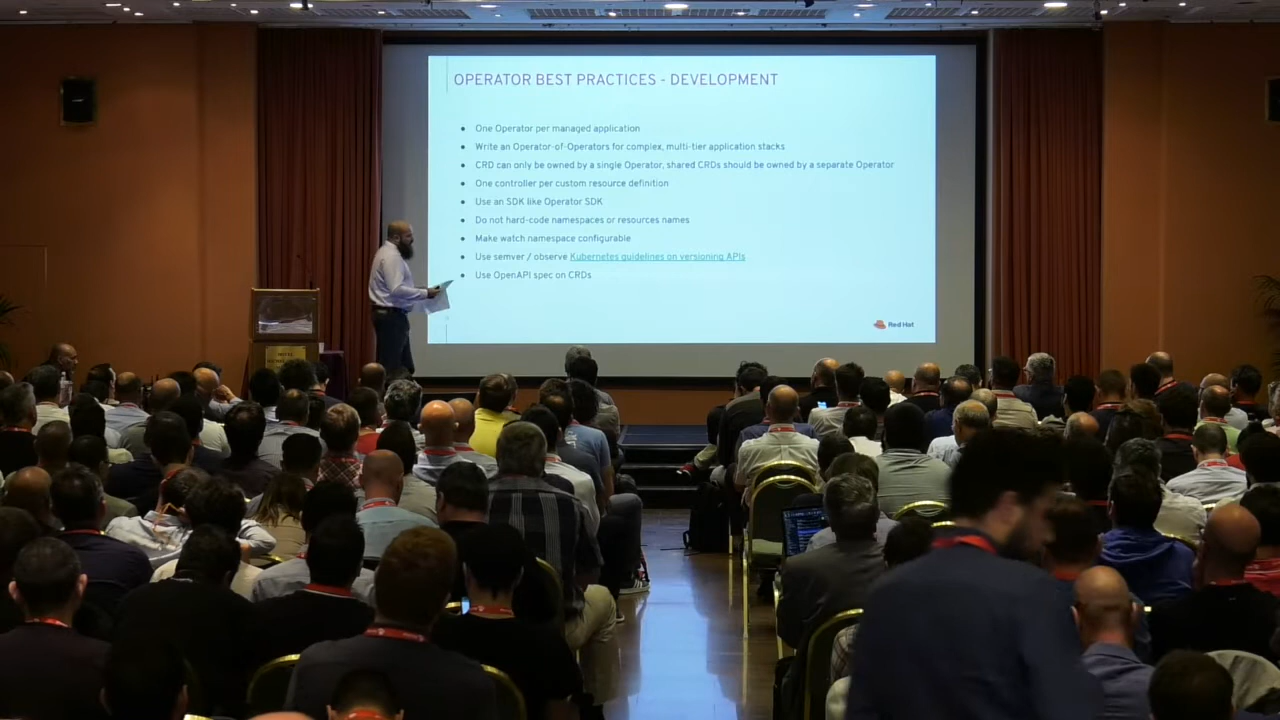 OPERATOR BEST PRACTICES - DEVELOPMENT
● One Operator per managed application
● Write an Operator-of-Operators for complex, multi-tier application stacks
● CRD can only be owned by a single Operator, shared CRDs should be owned by a separate Operator
● One controller per custom resource definition
● Use an SDK like Operator SDK
● Do not hard-code namespaces or resources names
● Make watch namespace configurable
● Use semver / observe Kubernetes guidelines on versioning APIs
● Use OpenAPI spec on CRDs
Red Hat